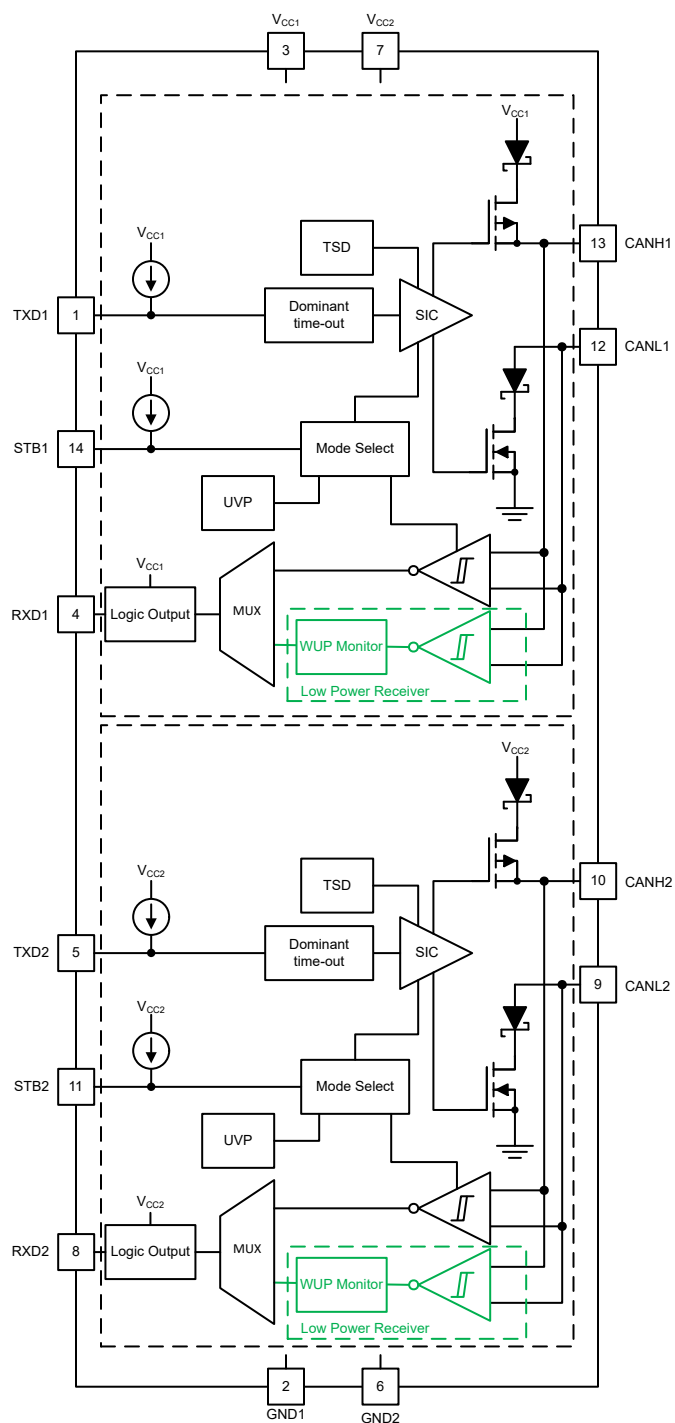 VCC1
VCC2
3
7
VCC1
TSD
13
CANH1
VCC1
TXD1
1
Dominant
time-out
SIC
12
CANL1
VCC1
STB1
14
Mode Select
UVP
VCC1
RXD1
4
Logic Output
MUX
WUP Monitor
Low Power Receiver
VCC2
TSD
10
CANH2
VCC2
TXD2
5
Dominant
time-out
SIC
9
CANL2
VCC2
STB2
11
Mode Select
UVP
VCC2
RXD2
8
Logic Output
MUX
WUP Monitor
Low Power Receiver
2
6
GND1
GND2